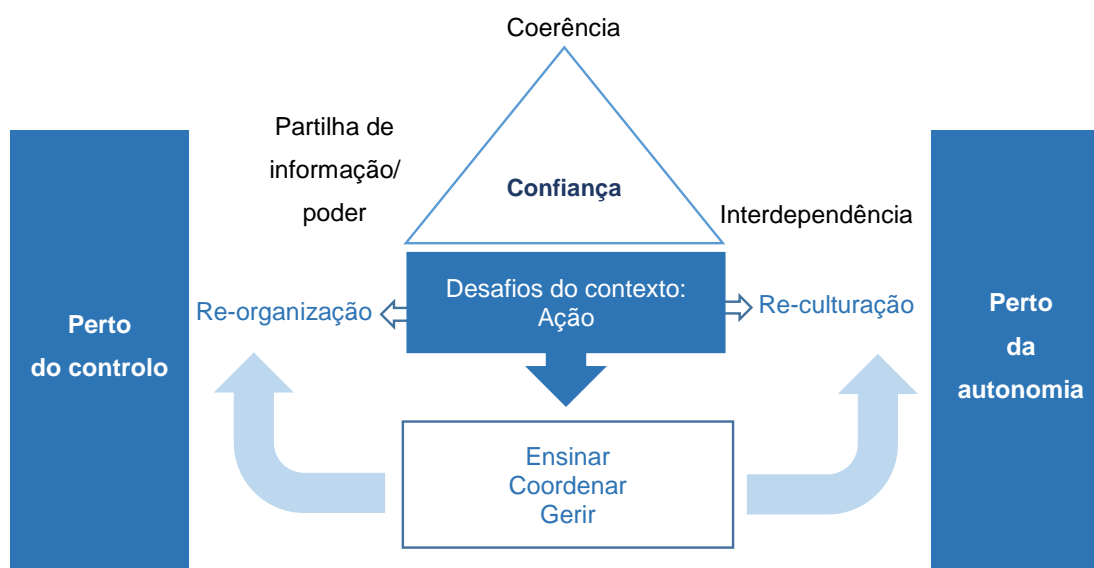 Coerência
Partilha de
informação/
poder
Confiança
Interdependência
Perto
do controlo
Re-organização
Desafios do contexto:
Ação
Re-culturação
Perto
da
autonomia
Ensinar
Coordenar
Gerir